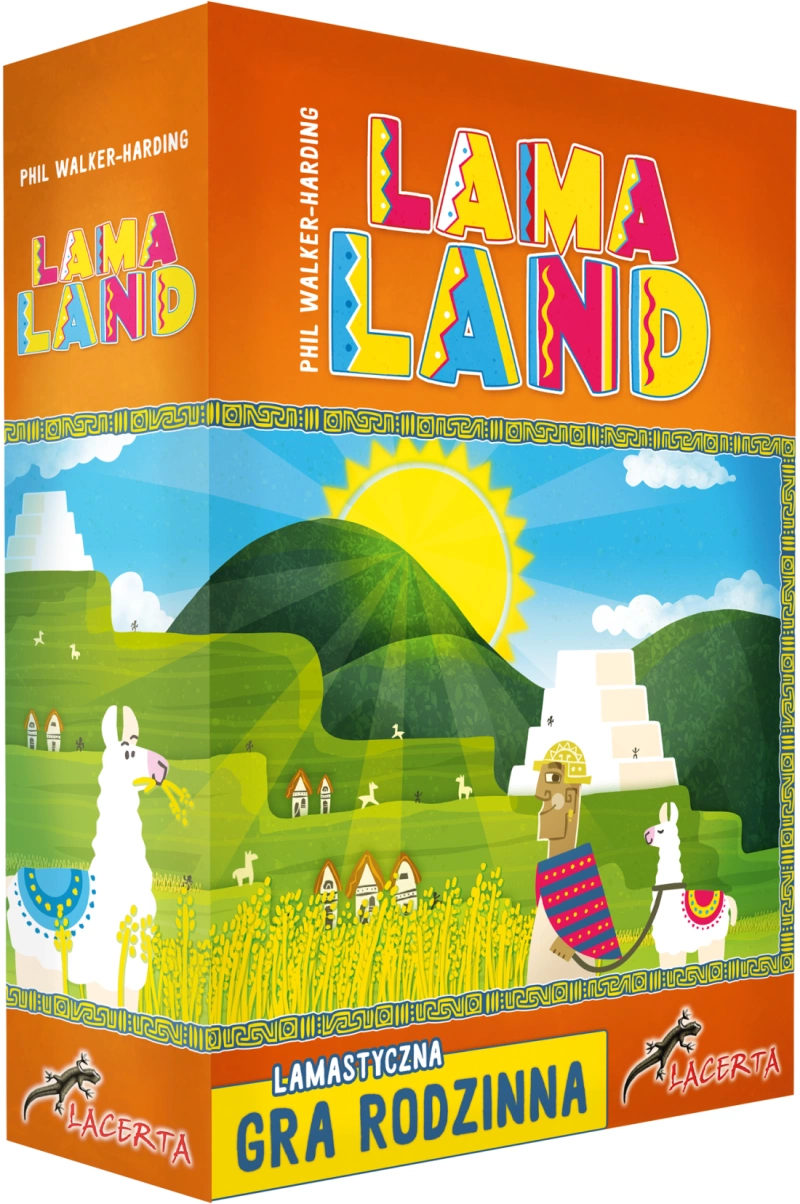 PHIL WALKER-HARDING
LAMA
LAND
LACERTA
PHIL WALKER-HARDING
LAMA
LAND
LAMASTYCZNA
GRA RODZINNA
LACERTA